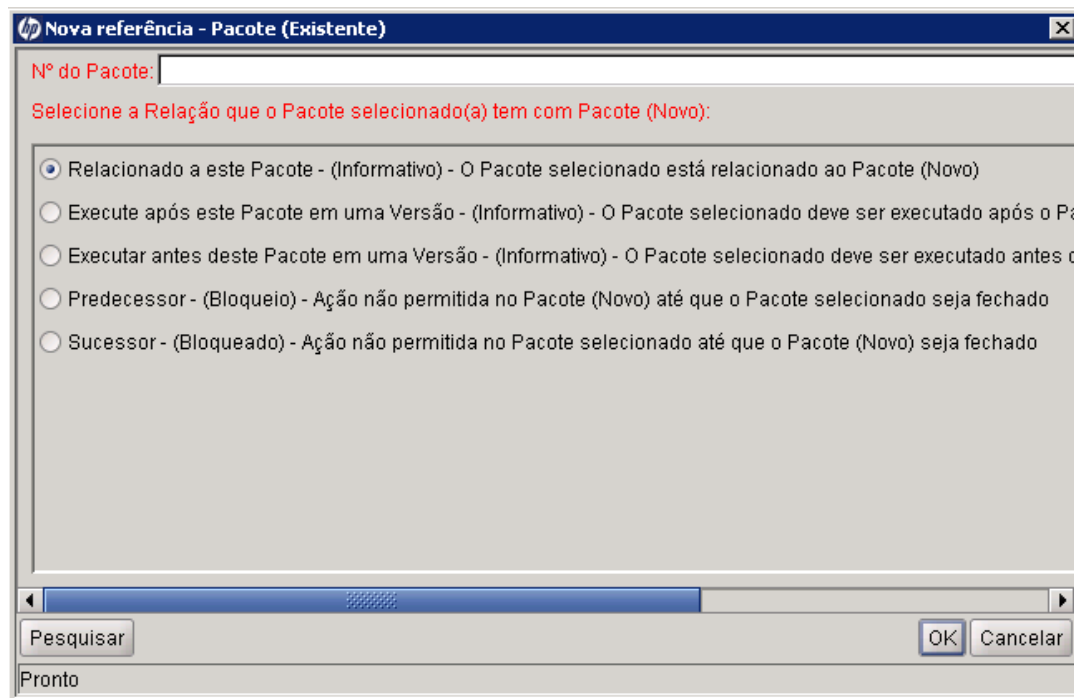 hp Nova referência - Pacote (Existente)
Nº do Pacote:
Selecione a Relação que o Pacote selecionado(a) tem com Pacote (Novo):
Relacionado a este Pacote - (Informativo) - O Pacote selecionado está relacionado ao Pacote (Novo)
Execute após este Pacote em uma Versão - (Informativo) - O Pacote selecionado deve ser executado após o
Executar antes deste Pacote em uma Versão - (Informativo) - O Pacote selecionado deve ser executado antes
Predecessor - (Bloqueio) - Ação não permitida no Pacote (Novo) até que o Pacote selecionado seja fechado
Sucessor - (Bloqueado) - Ação não permitida no Pacote selecionado até que o Pacote (Novo) seja fechado
Pesquisar OK Cancelar
Pronto